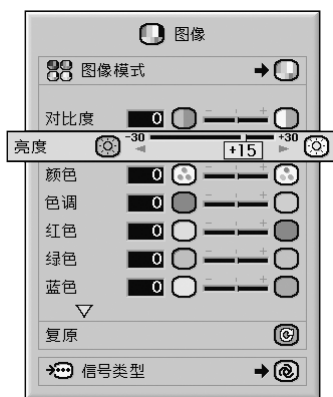 图像
图像模式
对比度 0 - +
亮度 -30 +15 +30
颜色 0 - +
色调 0 - +
红色 0 - +
绿色 0 - +
蓝色 0 - +
复原
信号类型